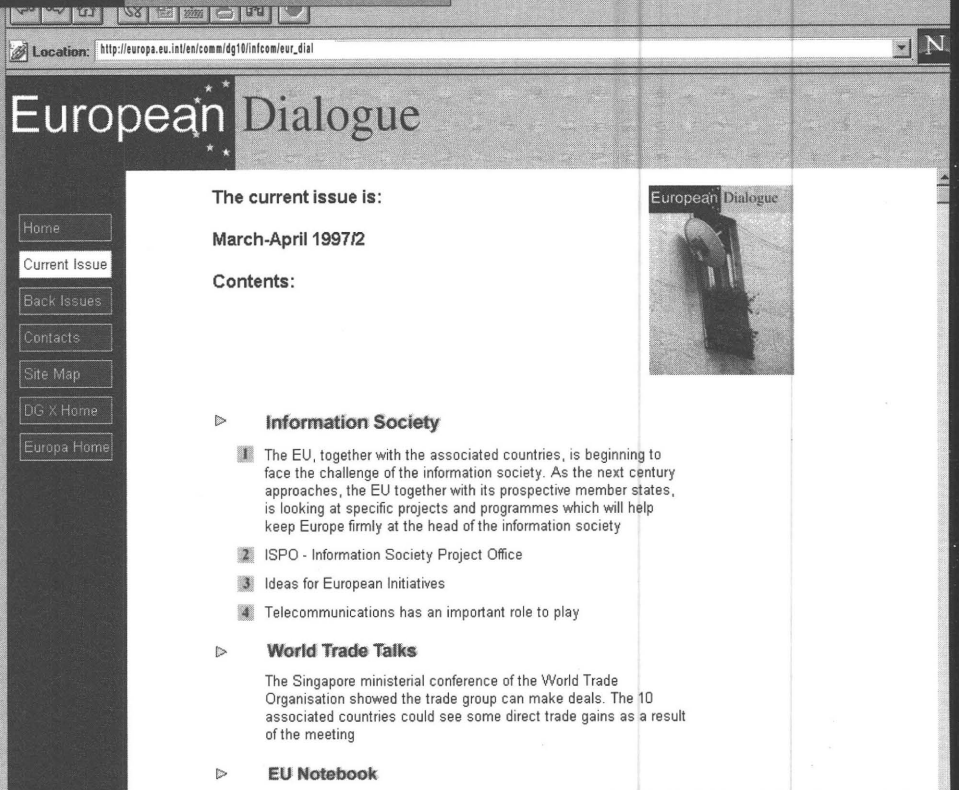 Location: http://europa.eu.int/en/comm/dg10/infcom/eur_dial
N
European Dialogue
The current issue is:
European Dialogue
March-April 1997/2
Contents:
Home
Current Issue
Back Issues
Contacts
Site Map
DG X Home
Europa Home
Information Society
1 The EU, together with the associated countries, is beginning to
face the challenge of the information society. As the next century
approaches, the EU together with its prospective member states,
is looking at specific projects and programmes which will help
keep Europe firmly at the head of the information society
2 ISPO - Information Society Project Office
3 Ideas for European Initiatives
4 Telecommunications has an important role to play
World Trade Talks
The Singapore ministerial conference of the World Trade
Organisation showed the trade group can make deals. The 10
associated countries could see some direct trade gains as a result
of the meeting
EU Notebook